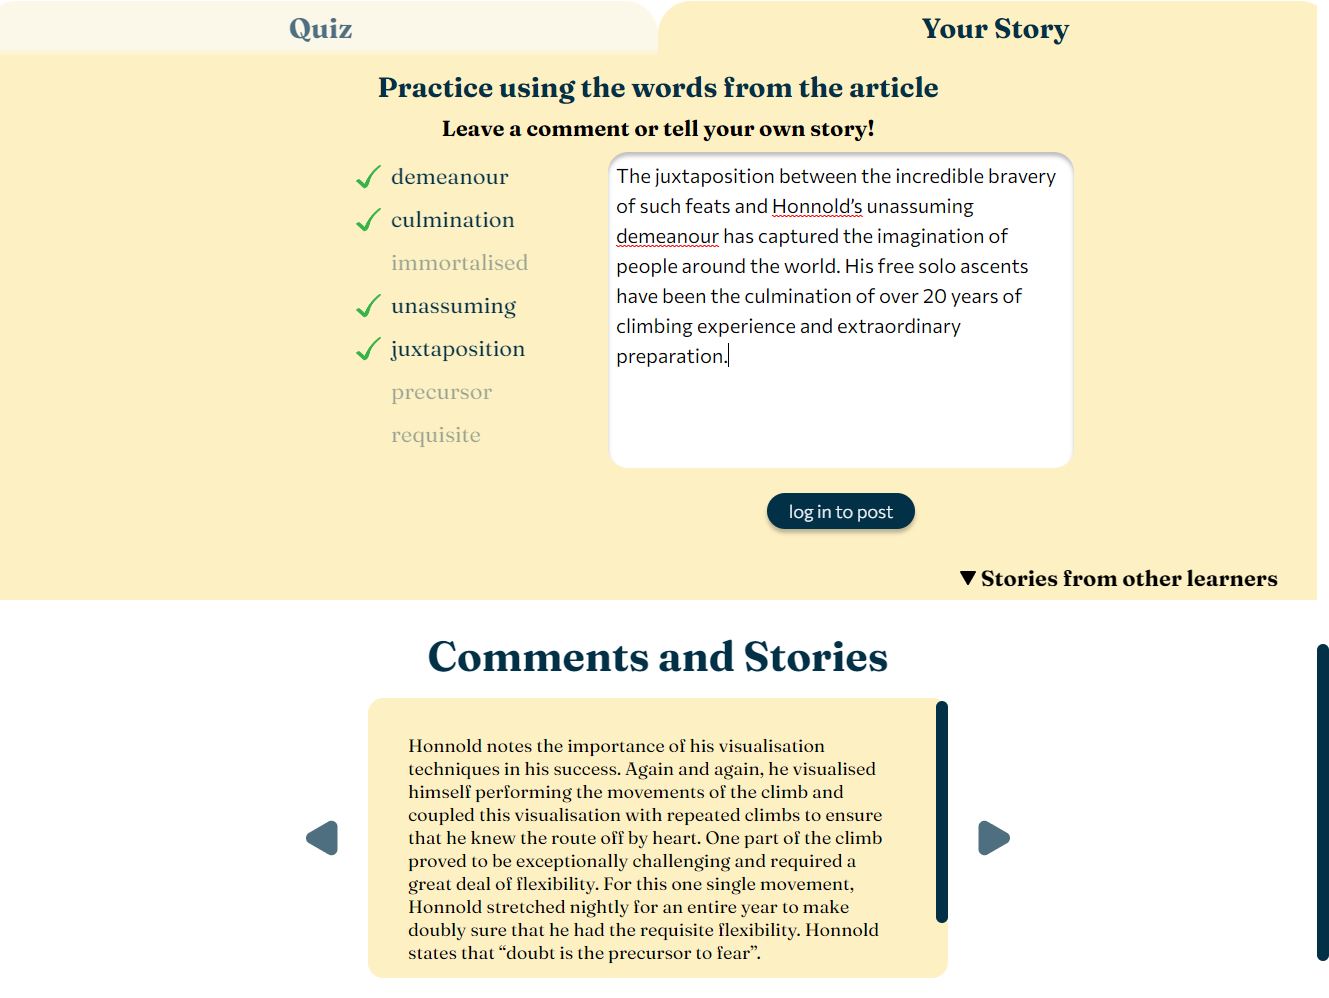 Quiz
Your Story
Practice using the words from the article
Leave a comment or tell your own story!
demeanour
culmination
immortalised
unassuming
juxtaposition
precursor
requisite
The juxtaposition between the incredible bravery
of such feats and Honnold’s unassuming
demeanour has captured the imagination of
people around the world. His free solo ascents
have been the culmination of over 20 years of
climbing experience and extraordinary
preparation.
log in to post
Stories from other learners
Comments and Stories
Honnold notes the importance of his visualisation
techniques in his success. Again and again, he visualised
himself performing the movements of the climb and
coupled this visualisation with repeated climbs to ensure
that he knew the route off by heart. One part of the climb
proved to be exceptionally challenging and required a
great deal of flexibility. For this one single movement,
Honnold stretched nightly for an entire year to make
doubly sure that he had the requisite flexibility. Honnold
states that “doubt is the precursor to fear”.